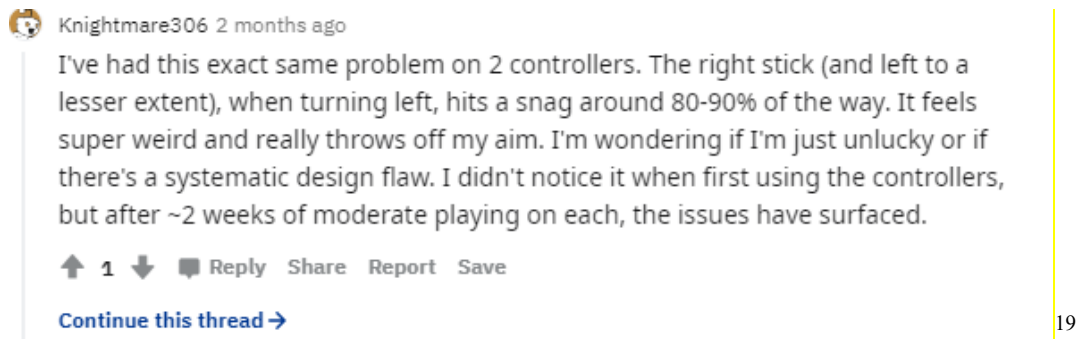 Knightmare306 2 months ago
I've had this exact same problem on 2 controllers. The right stick (and left to a
lesser extent), when turning left, hits a snag around 80-90% of the way. It feels
super weird and really throws off my aim. I'm wondering if I'm just unlucky or if
there's a systematic design flaw. I didn't notice it when first using the controllers,
but after ~2 weeks of moderate playing on each, the issues have surfaced.
1 Reply Share Report Save
Continue this thread→
19